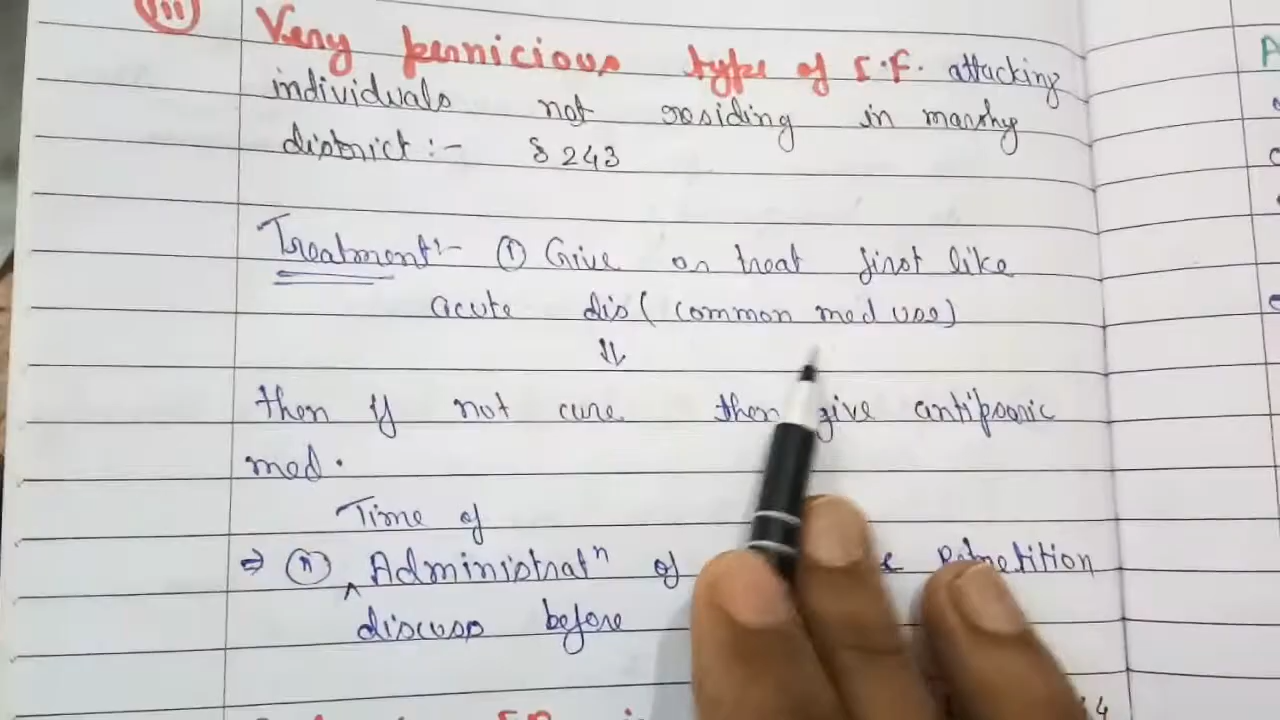 (iii) Very pernicious type of I.F. attacking
individuals not residing in marshy
district :- § 243
Treatment :- ① Give or treat first like
acute dis (common med use)
⇓
then if not cure then give antipsoric
med.
Time of
⇒ (n) ^ Administratⁿ of Repetition
discuss before